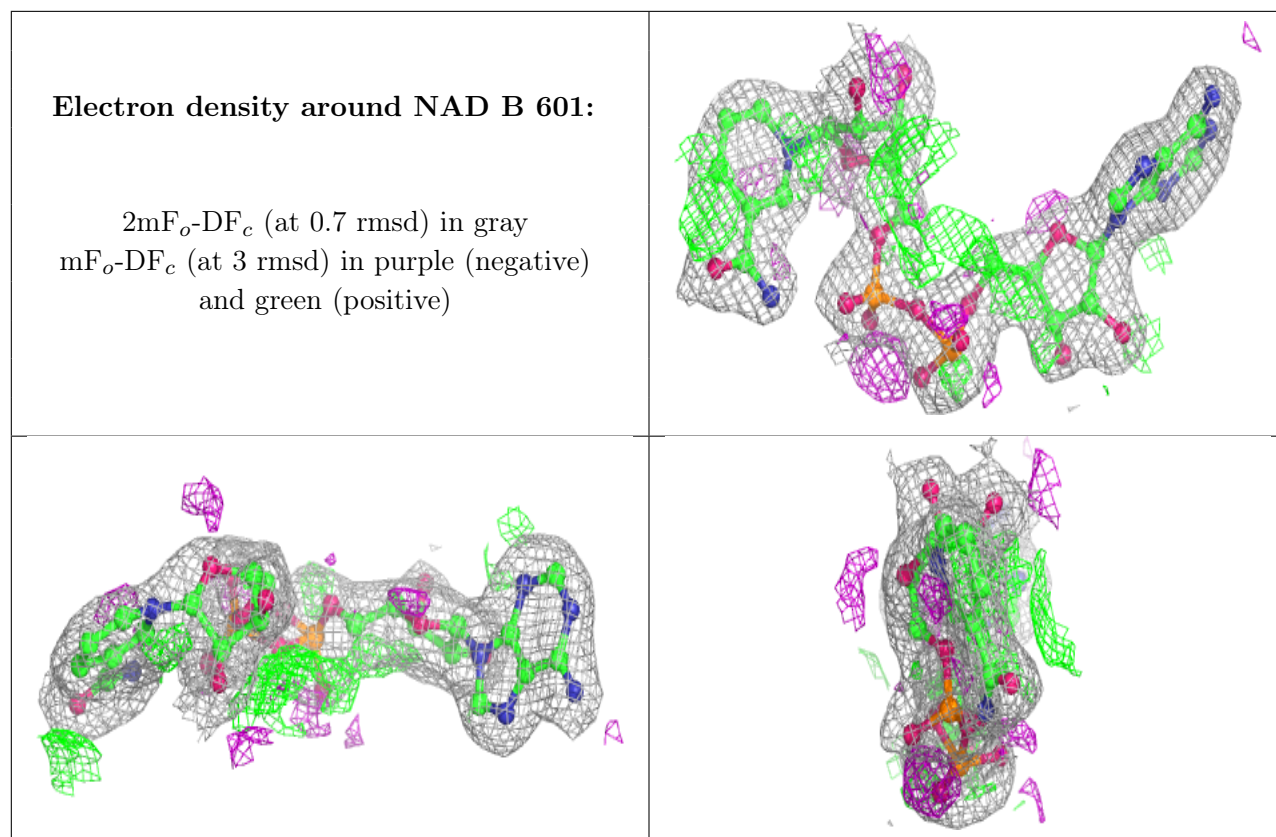 Electron density around NAD B 601:
2mFo-DFc (at 0.7 rmsd) in gray
mFo-DFc (at 3 rmsd) in purple (negative)
and green (positive)